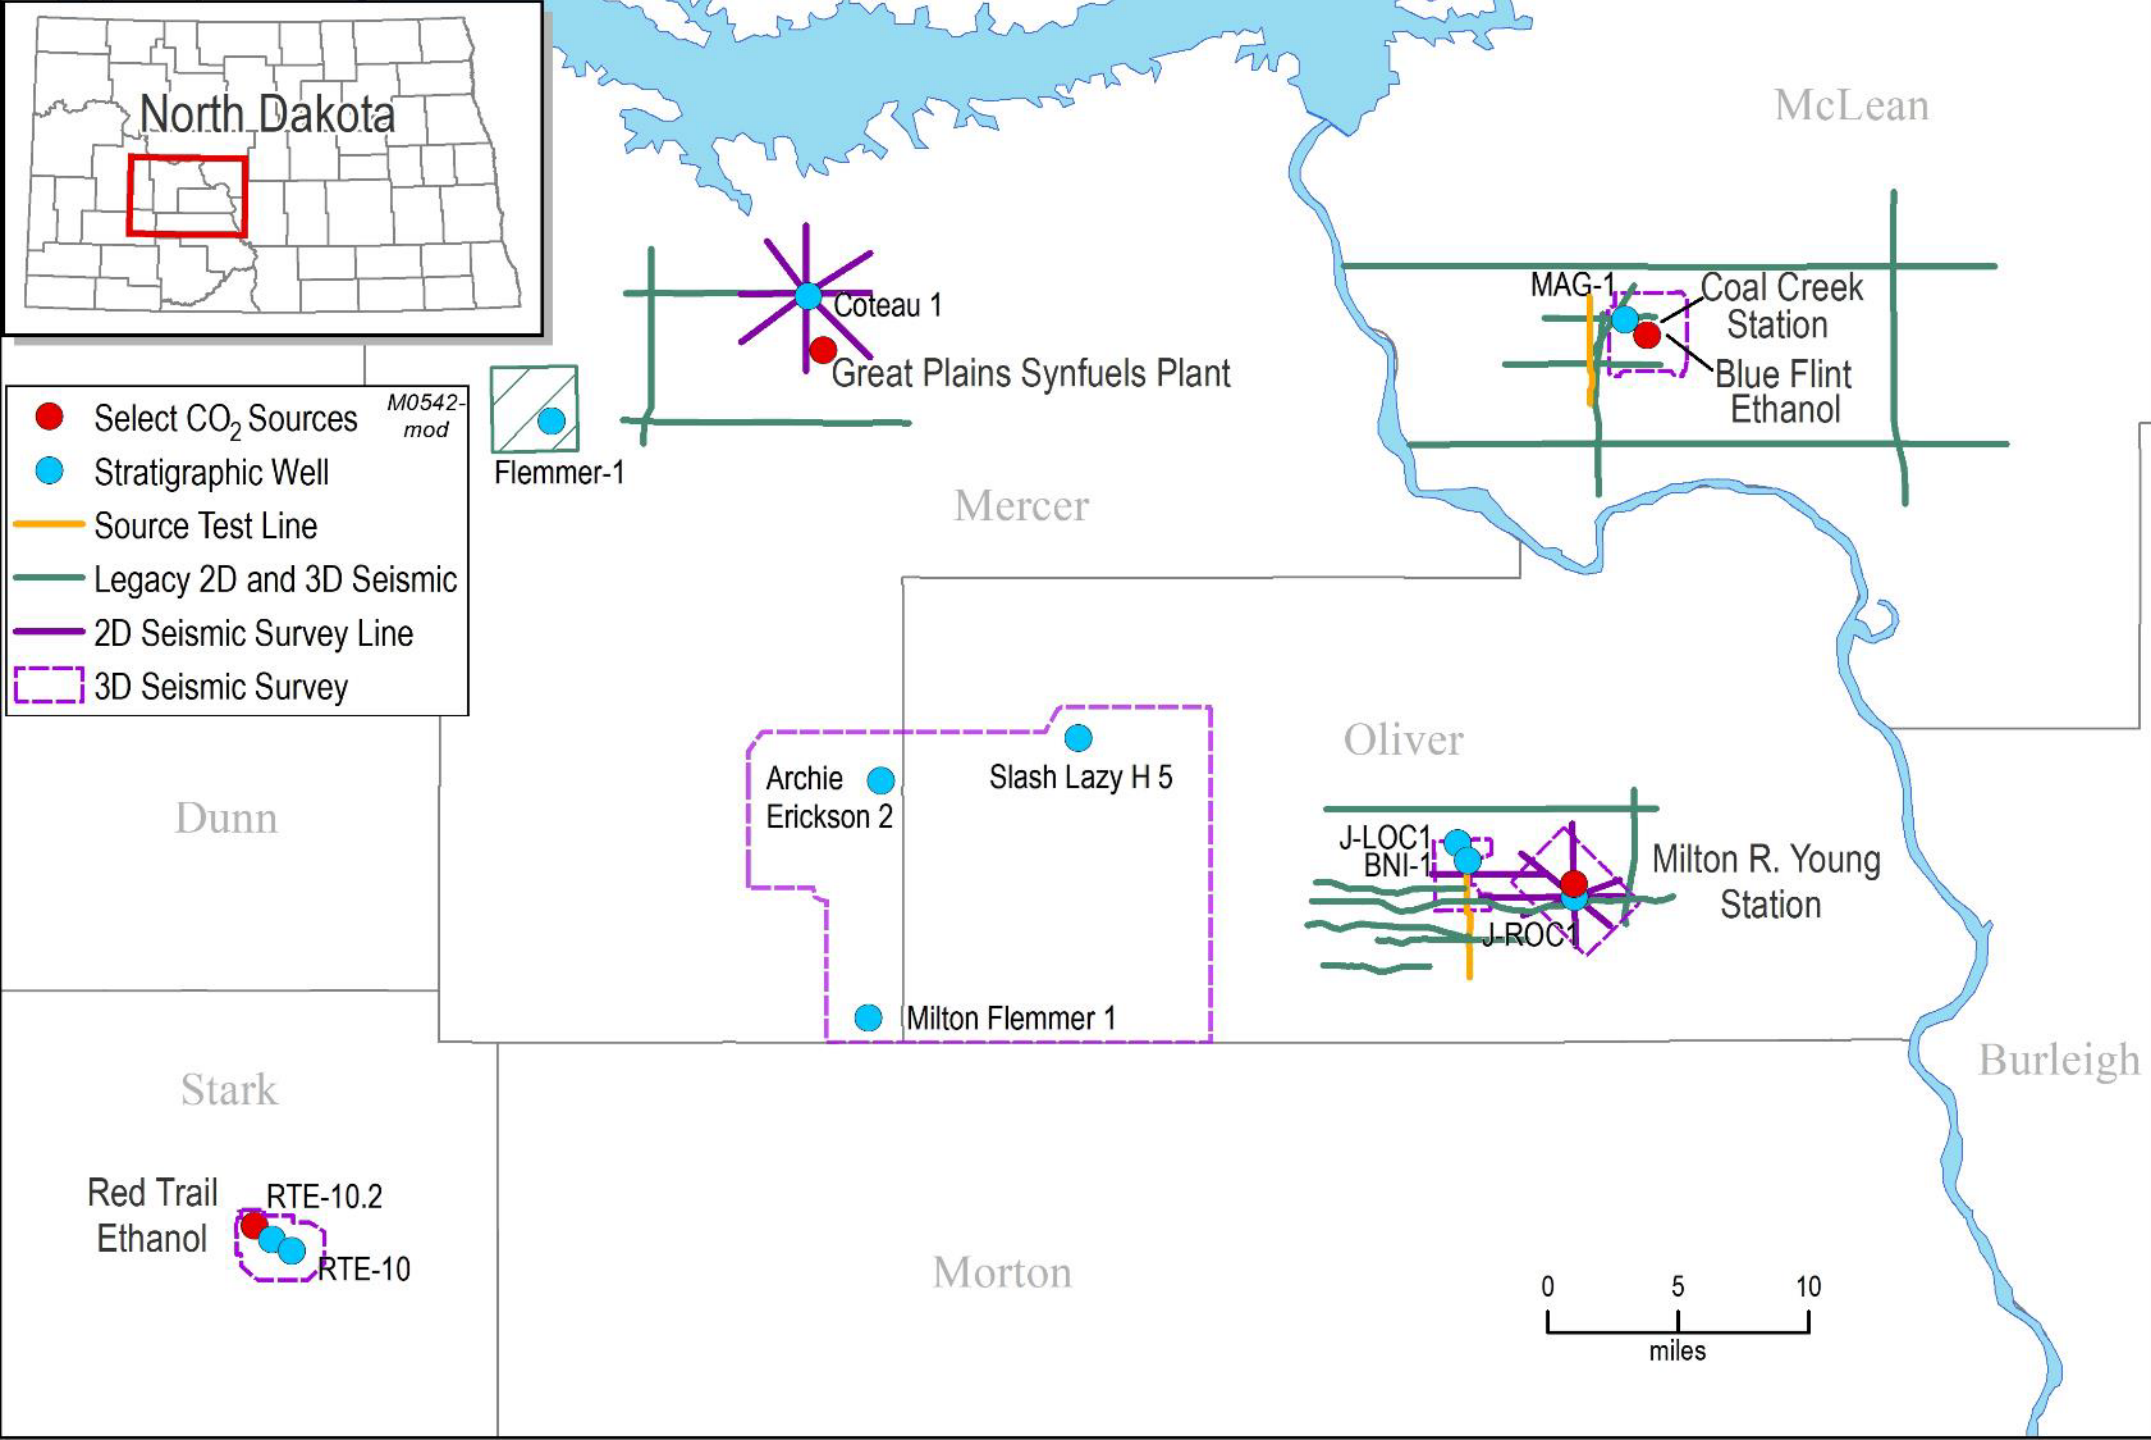 North Dakota
McLean
MAG-1
Coal Creek
Station
Coteau 1
Great Plains Synfuels Plant
Blue Flint
Ethanol
Select CO₂ Sources
M0542-
mod
Stratigraphic Well
Source Test Line
Legacy 2D and 3D Seismic
2D Seismic Survey Line
3D Seismic Survey
Flemmer-1
Mercer
Oliver
Archie
Erickson 2
Slash Lazy H 5
Dunn
J-LOC1
BNI-1
Milton R. Young
Station
J-ROC1
Milton Flemmer 1
Burleigh
Stark
Red Trail
Ethanol
RTE-10.2
RTE-10
Morton
0 5 10
miles